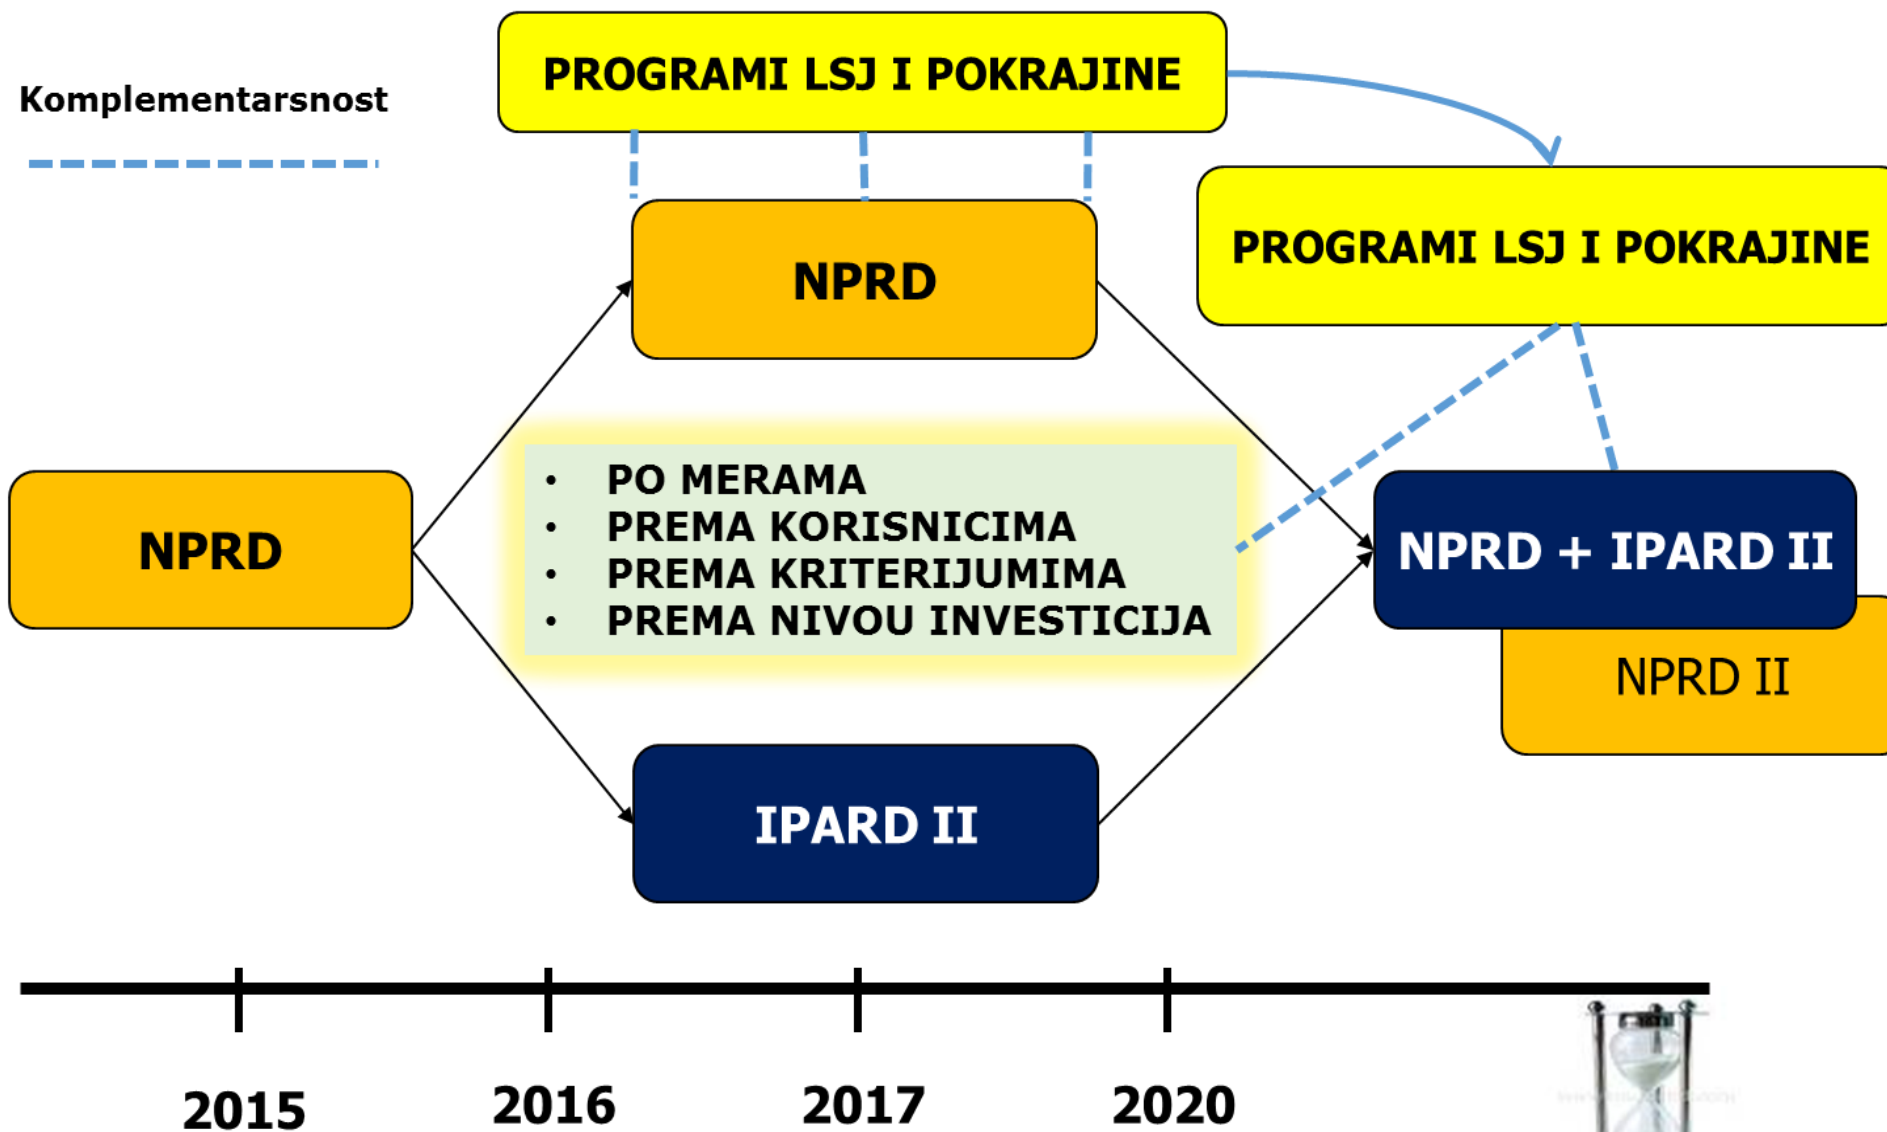 PROGRAMI LSJ I POKRAJINE
Komplementarsnost
PROGRAMI LSJ I POKRAJINE
NPRD
• PO MERAMA
• PREMA KORISNICIMA
• PREMA KRITERIJUMIMA
• PREMA NIVOU INVESTICIJA
NPRD
NPRD + IPARD II
NPRD II
IPARD II
2015
2016
2017
2020